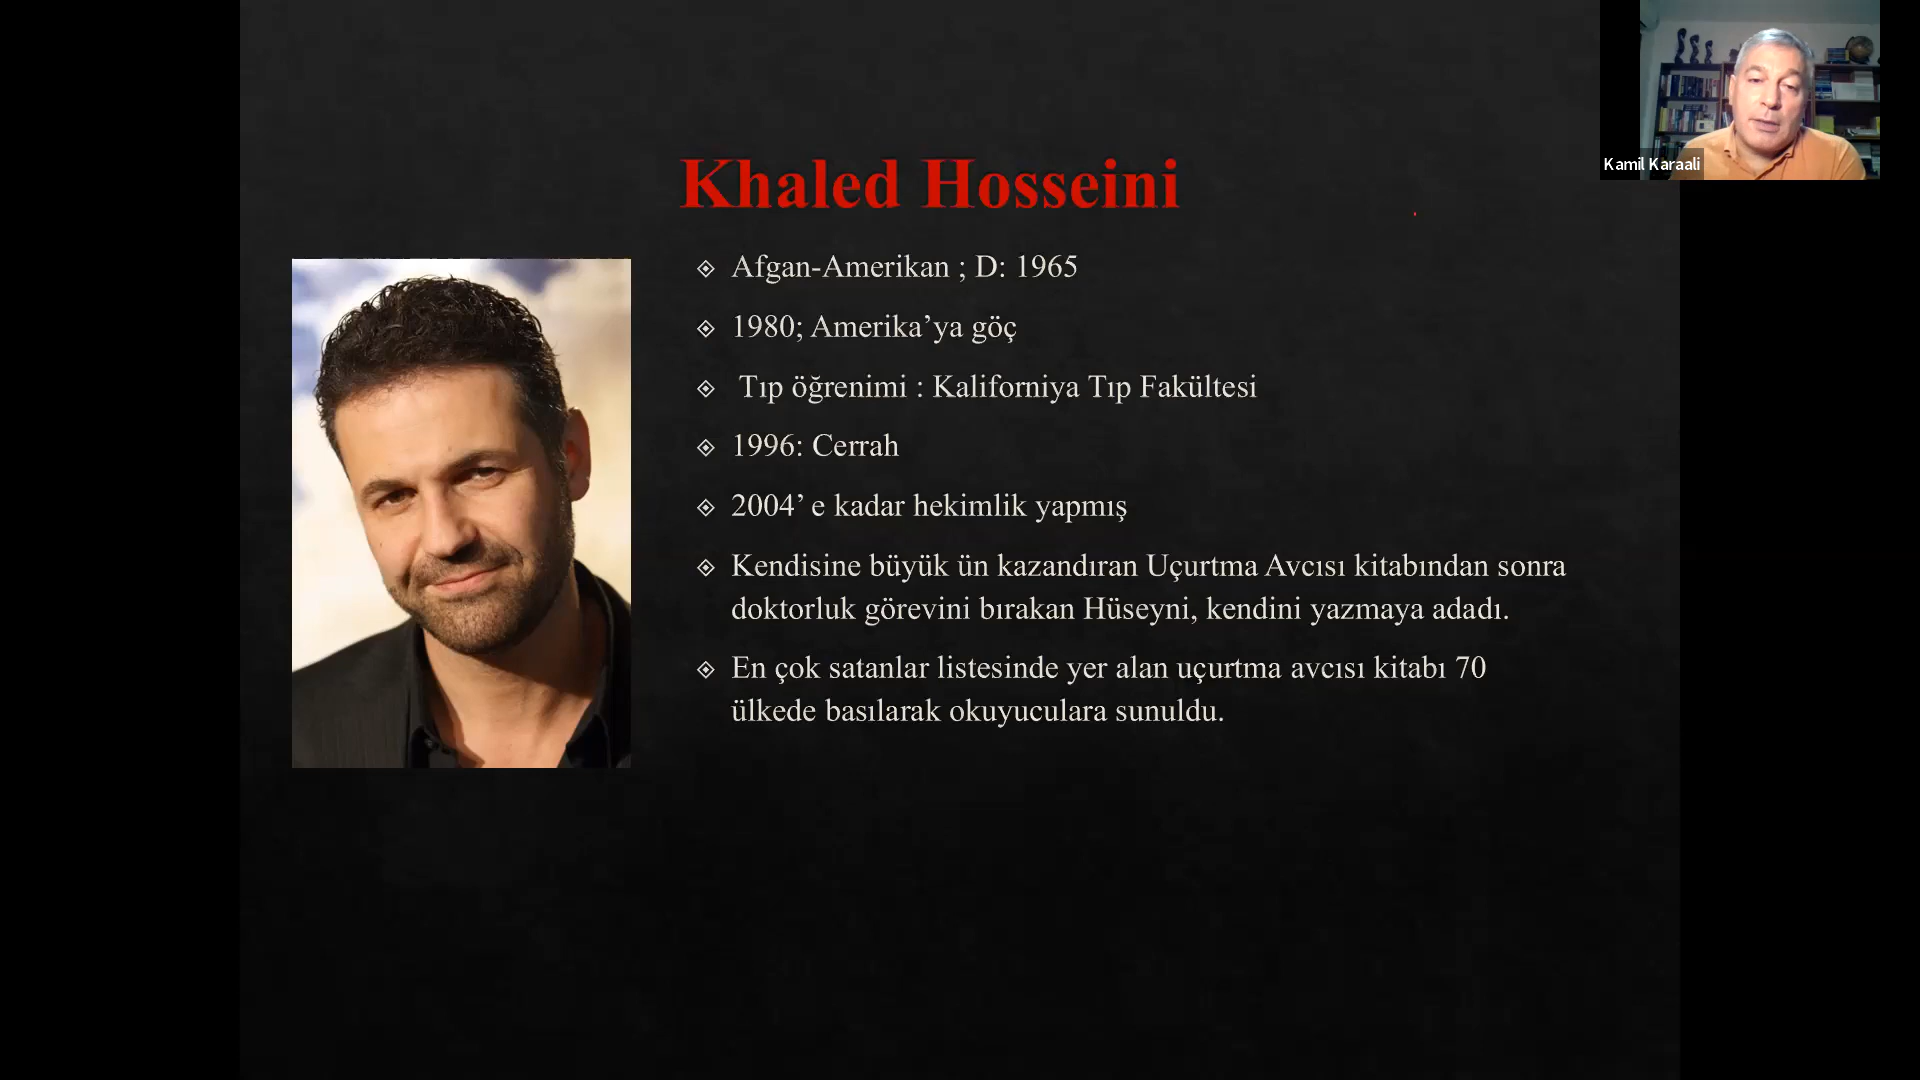 Kamil Karaali
Khaled Hosseini
Afgan-Amerikan ; D: 1965
1980; Amerika’ya göç
Tıp öğrenimi : Kaliforniya Tıp Fakültesi
1996: Cerrah
2004’ e kadar hekimlik yapmış
Kendisine büyük ün kazandıran Uçurtma Avcısı kitabından sonra
doktorluk görevini bırakan Hüseyni, kendini yazmaya adadı.
En çok satanlar listesinde yer alan uçurtma avcısı kitabı 70
ülkede basılarak okuyuculara sunuldu.